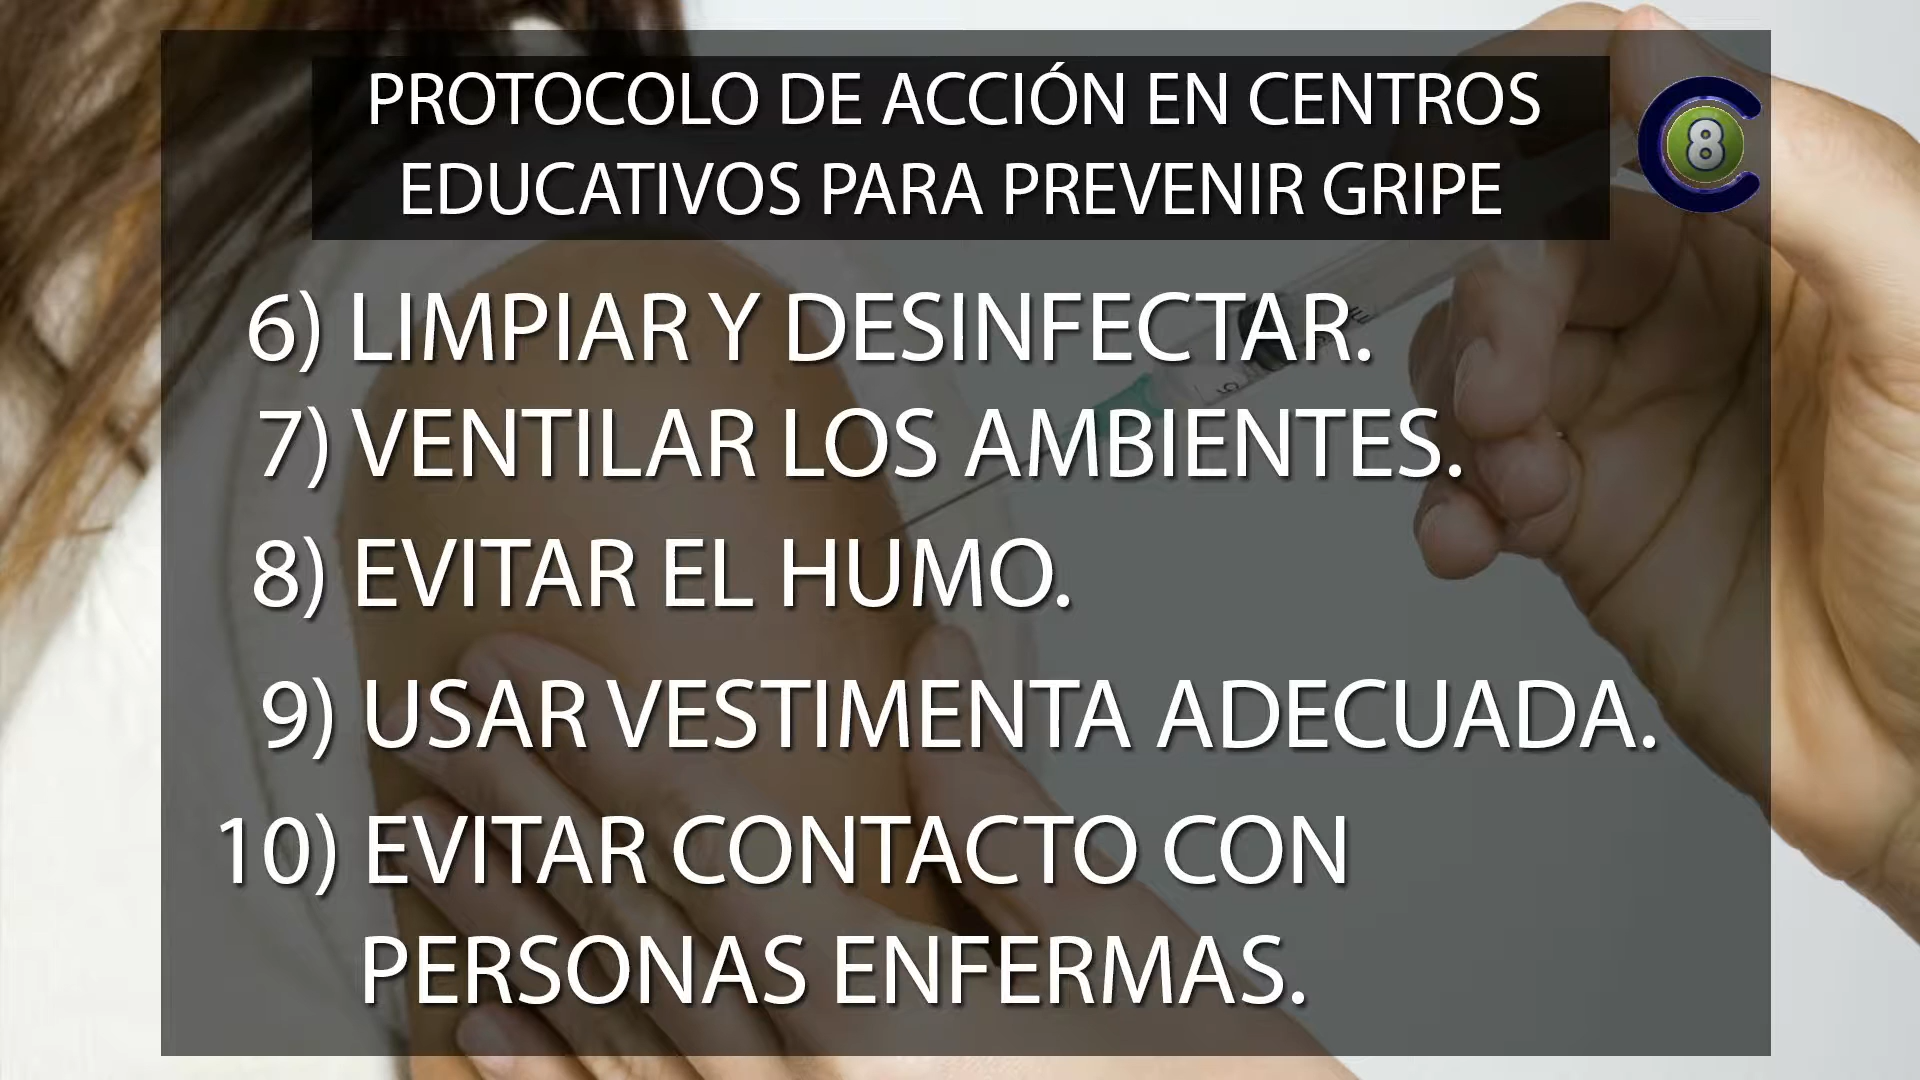 PROTOCOLO DE ACCIÓN EN CENTROS
EDUCATIVOS PARA PREVENIR GRIPE
8
6) LIMPIAR Y DESINFECTAR.
7) VENTILAR LOS AMBIENTES.
8) EVITAR EL HUMO.
9) USAR VESTIMENTA ADECUADA.
10) EVITAR CONTACTO CON
PERSONAS ENFERMAS.